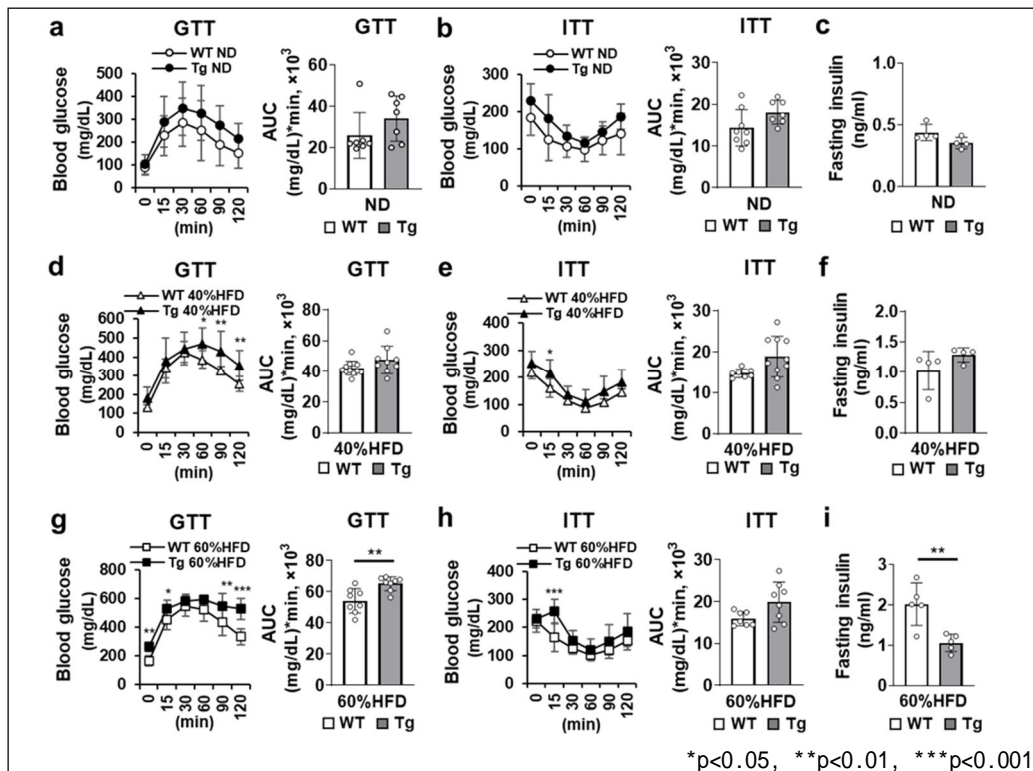 a GTT GTT b ITT ITT c
WT ND
Tg ND
Blood glucose
(mg/dL)
500
400
300
200
100
0
0 15 30 60 90 120
(min)
AUC
(mg/dL)*min, ×10³
60
40
20
0
ND
WT Tg
WT ND
Tg ND
Blood glucose
(mg/dL)
300
200
100
0
0 15 30 60 90 120
(min)
AUC
(mg/dL)*min, ×10³
30
20
10
0
ND
WT Tg
Fasting insulin
(ng/ml)
1.0
0.5
0.0
ND
WT Tg
d GTT GTT e ITT ITT f
WT 40%HFD
Tg 40%HFD
Blood glucose
(mg/dL)
600
500
400
300
200
100
0
* ** **
0 15 30 60 90 120
(min)
AUC
(mg/dL)*min, ×10³
80
60
40
20
0
40%HFD
WT Tg
WT 40%HFD
Tg 40%HFD
Blood glucose
(mg/dL)
300
200
100
0
*
0 15 30 60 90 120
(min)
AUC
(mg/dL)*min, ×10³
30
20
10
0
40%HFD
WT Tg
Fasting insulin
(ng/ml)
2.0
1.5
1.0
0.5
0.0
40%HFD
WT Tg
g GTT GTT h ITT ITT i
WT 60%HFD
Tg 60%HFD
Blood glucose
(mg/dL)
800
600
400
200
0
** * ** ***
0 15 30 60 90 120
(min)
AUC
(mg/dL)*min, ×10³
80
60
40
20
0
**
60%HFD
WT Tg
WT 60%HFD
Tg 60%HFD
Blood glucose
(mg/dL)
400
300
200
100
0
***
0 15 30 60 90 120
(min)
AUC
(mg/dL)*min, ×10³
30
20
10
0
60%HFD
WT Tg
Fasting insulin
(ng/ml)
3
2
1
0
**
60%HFD
WT Tg
*p<0.05, **p<0.01, ***p<0.001